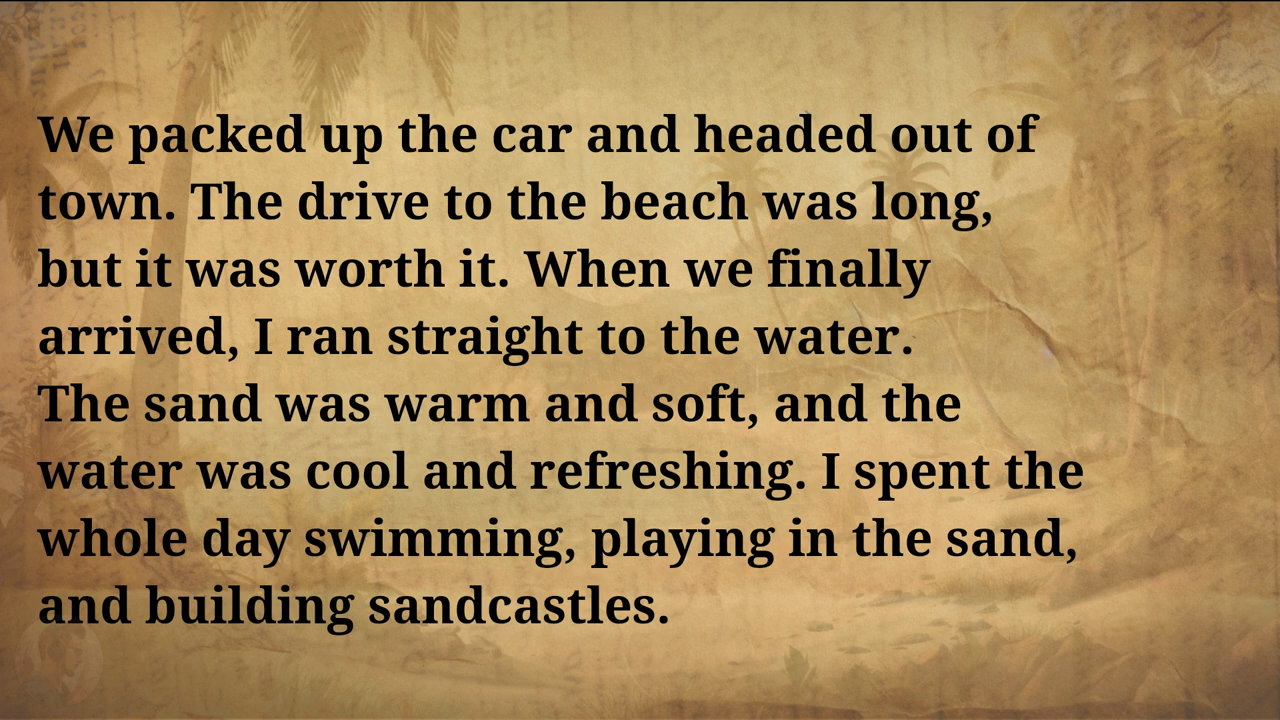 We packed up the car and headed out of
town. The drive to the beach was long,
but it was worth it. When we finally
arrived, I ran straight to the water.
The sand was warm and soft, and the
water was cool and refreshing. I spent the
whole day swimming, playing in the sand,
and building sandcastles.